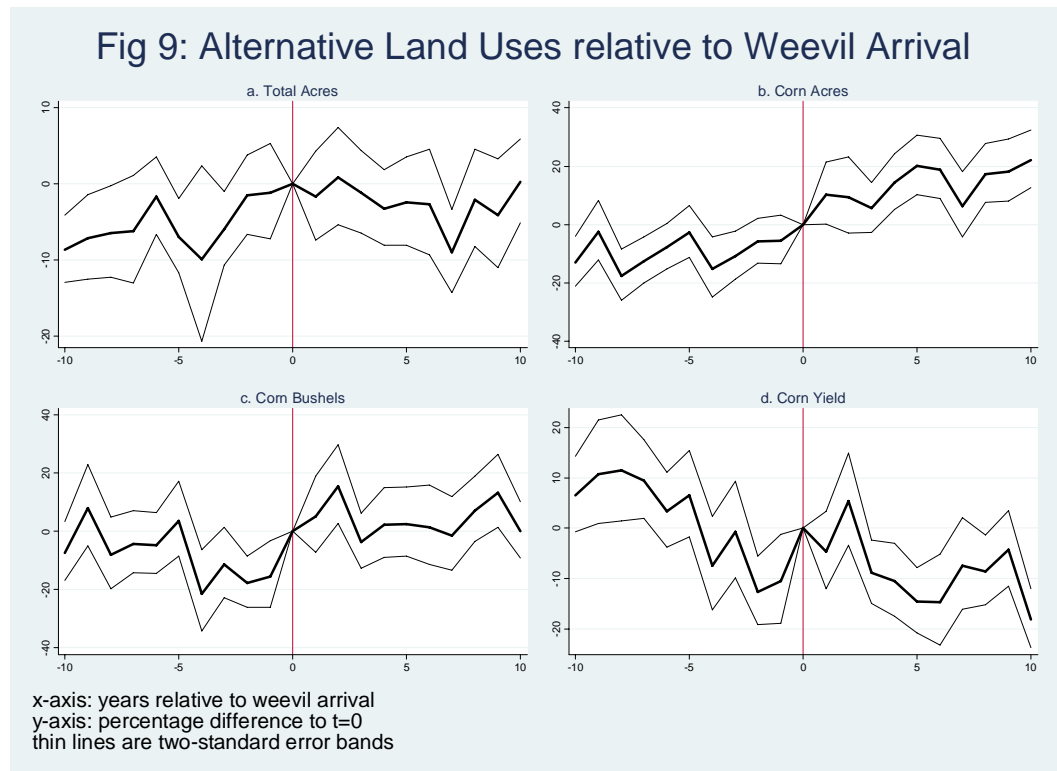 Fig 9: Alternative Land Uses relative to Weevil Arrival
a. Total Acres
10
0
-10
-20
-10 -5 0 5 10
b. Corn Acres
40
20
0
-20
-40
-10 -5 0 5 10
c. Corn Bushels
40
20
0
-20
-40
-10 -5 0 5 10
d. Corn Yield
20
10
0
-10
-20
-10 -5 0 5 10
x-axis: years relative to weevil arrival
y-axis: percentage difference to t=0
thin lines are two-standard error bands